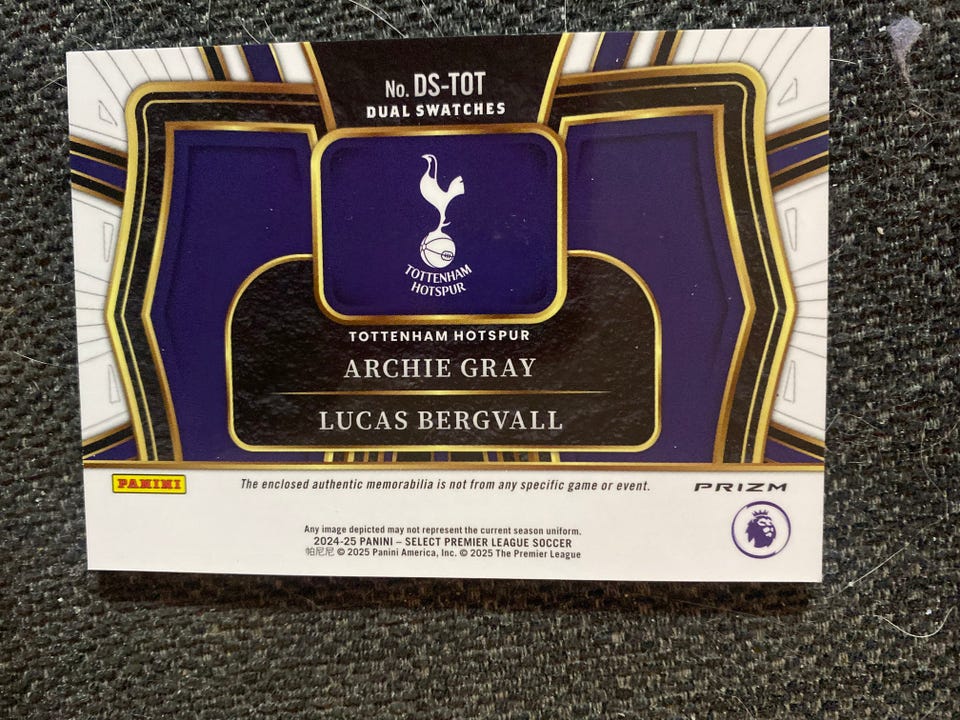 No. DS-TOT
DUAL SWATCHES
TOTTENHAM
HOTSPUR
TOTTENHAM HOTSPUR
ARCHIE GRAY
LUCAS BERGVALL
PANINI
The enclosed authentic memorabilia is not from any specific game or event.
PRIZM
Any image depicted may not represent the current season uniform.
2024-25 PANINI – SELECT PREMIER LEAGUE SOCCER
帕尼尼 © 2025 Panini America, Inc. © 2025 The Premier League